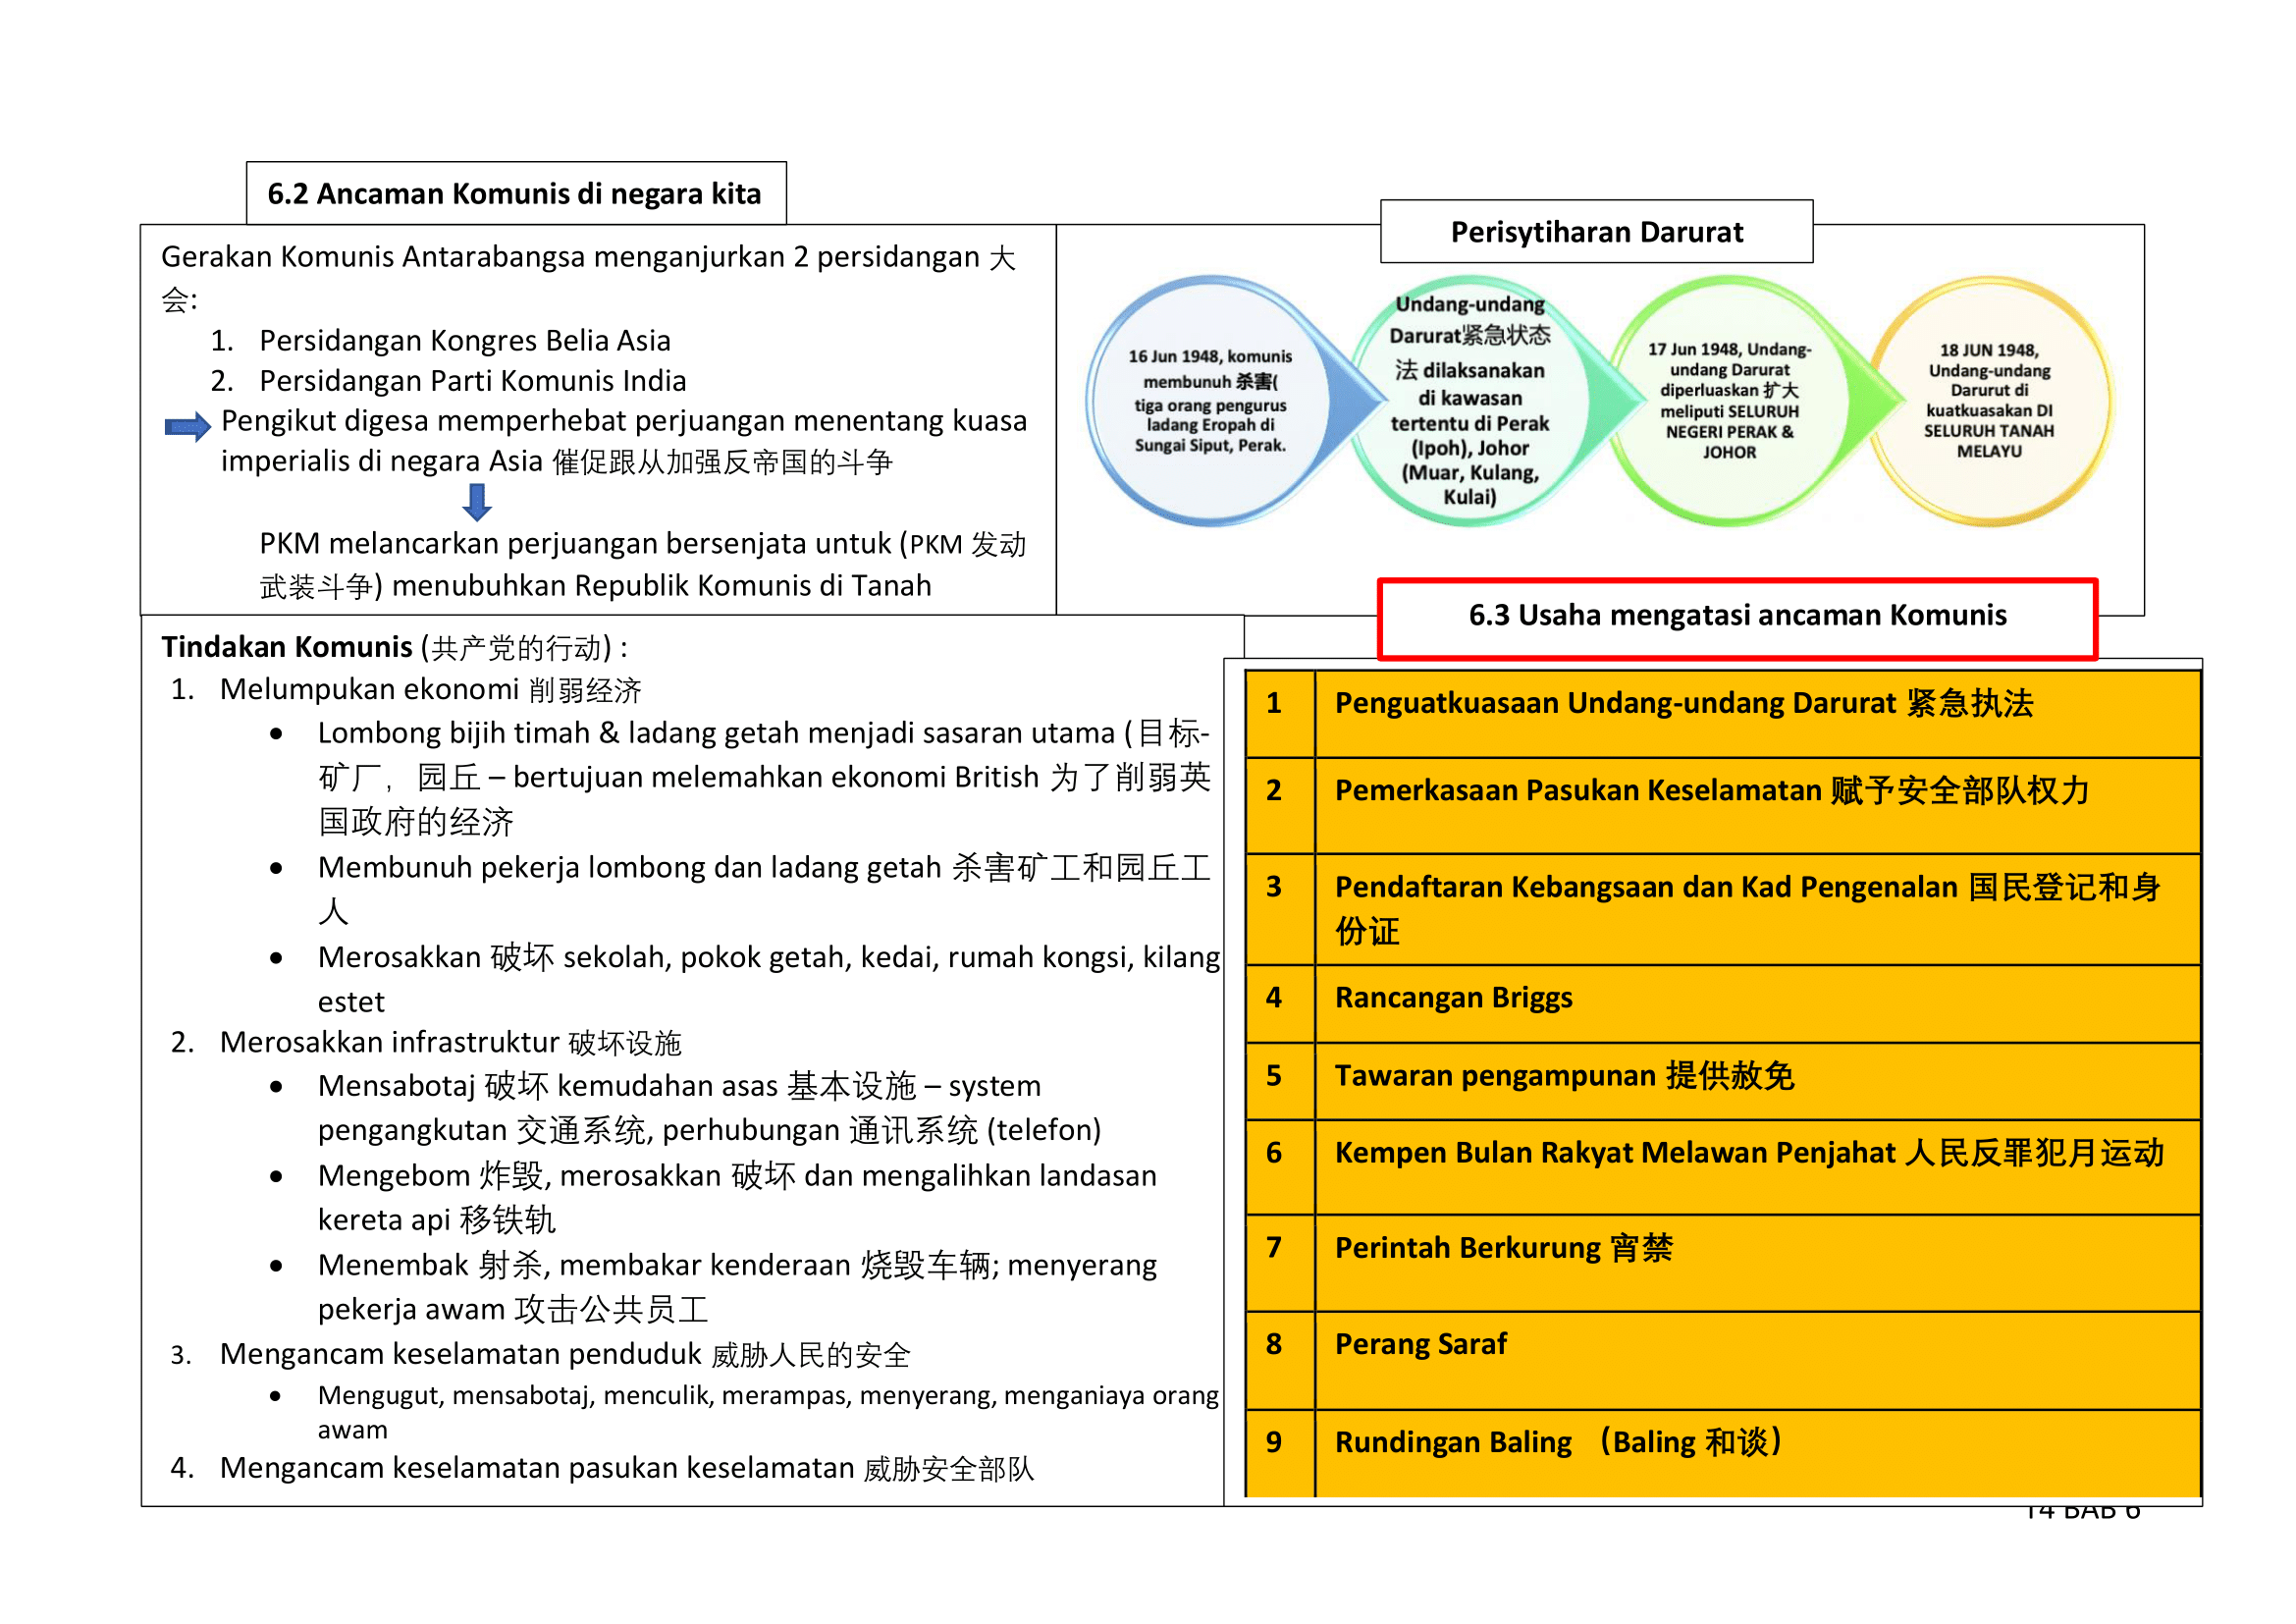 6.2 Ancaman Komunis di negara kita
Gerakan Komunis Antarabangsa menganjurkan 2 persidangan 大
会:
1. Persidangan Kongres Belia Asia
2. Persidangan Parti Komunis India
Pengikut digesa memperhebat perjuangan menentang kuasa
imperialis di negara Asia 催促跟从加强反帝国的斗争
PKM melancarkan perjuangan bersenjata untuk (PKM 发动
武装斗争) menubuhkan Republik Komunis di Tanah
Perisytiharan Darurat
16 Jun 1948, komunis
membunuh 杀害(
tiga orang pengurus
ladang Eropah di
Sungai Siput, Perak.
Undang-undang
Darurat紧急状态
法 dilaksanakan
di kawasan
tertentu di Perak
(Ipoh), Johor
(Muar, Kulang,
Kulai)
17 Jun 1948, Undang-
undang Darurat
diperluaskan 扩大
meliputi SELURUH
NEGERI PERAK &
JOHOR
18 JUN 1948,
Undang-undang
Darurut di
kuatkuasakan DI
SELURUH TANAH
MELAYU
Tindakan Komunis (共产党的行动) :
1. Melumpukan ekonomi 削弱经济
• Lombong bijih timah & ladang getah menjadi sasaran utama (目标-
矿厂，园丘 – bertujuan melemahkan ekonomi British 为了削弱英
国政府的经济
• Membunuh pekerja lombong dan ladang getah 杀害矿工和园丘工
人
• Merosakkan 破坏 sekolah, pokok getah, kedai, rumah kongsi, kilang
estet
2. Merosakkan infrastruktur 破坏设施
• Mensabotaj 破坏 kemudahan asas 基本设施 – system
pengangkutan 交通系统, perhubungan 通讯系统 (telefon)
• Mengebom 炸毁, merosakkan 破坏 dan mengalihkan landasan
kereta api 移铁轨
• Menembak 射杀, membakar kenderaan 烧毁车辆; menyerang
pekerja awam 攻击公共员工
3. Mengancam keselamatan penduduk 威胁人民的安全
• Mengugut, mensabotaj, menculik, merampas, menyerang, menganiaya orang
awam
4. Mengancam keselamatan pasukan keselamatan 威胁安全部队
6.3 Usaha mengatasi ancaman Komunis
1 Penguatkuasaan Undang-undang Darurat 紧急执法
2 Pemerkasaan Pasukan Keselamatan 赋予安全部队权力
3 Pendaftaran Kebangsaan dan Kad Pengenalan 国民登记和身
份证
4 Rancangan Briggs
5 Tawaran pengampunan 提供赦免
6 Kempen Bulan Rakyat Melawan Penjahat 人民反罪犯月运动
7 Perintah Berkurung 宵禁
8 Perang Saraf
9 Rundingan Baling （Baling 和谈）
T4 BAB 6